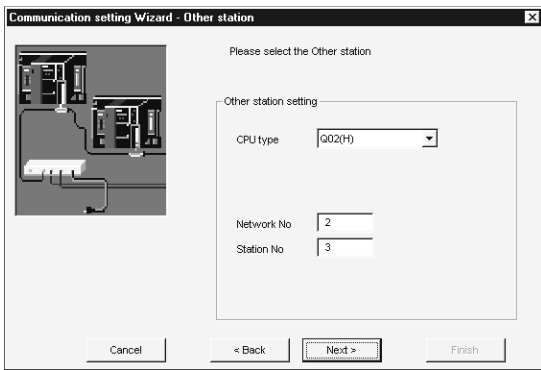 Communication setting Wizard - Other station
Please select the Other station
Other station setting
CPU type Q02(H)
Network No 2
Station No 3
Cancel < Back Next > Finish